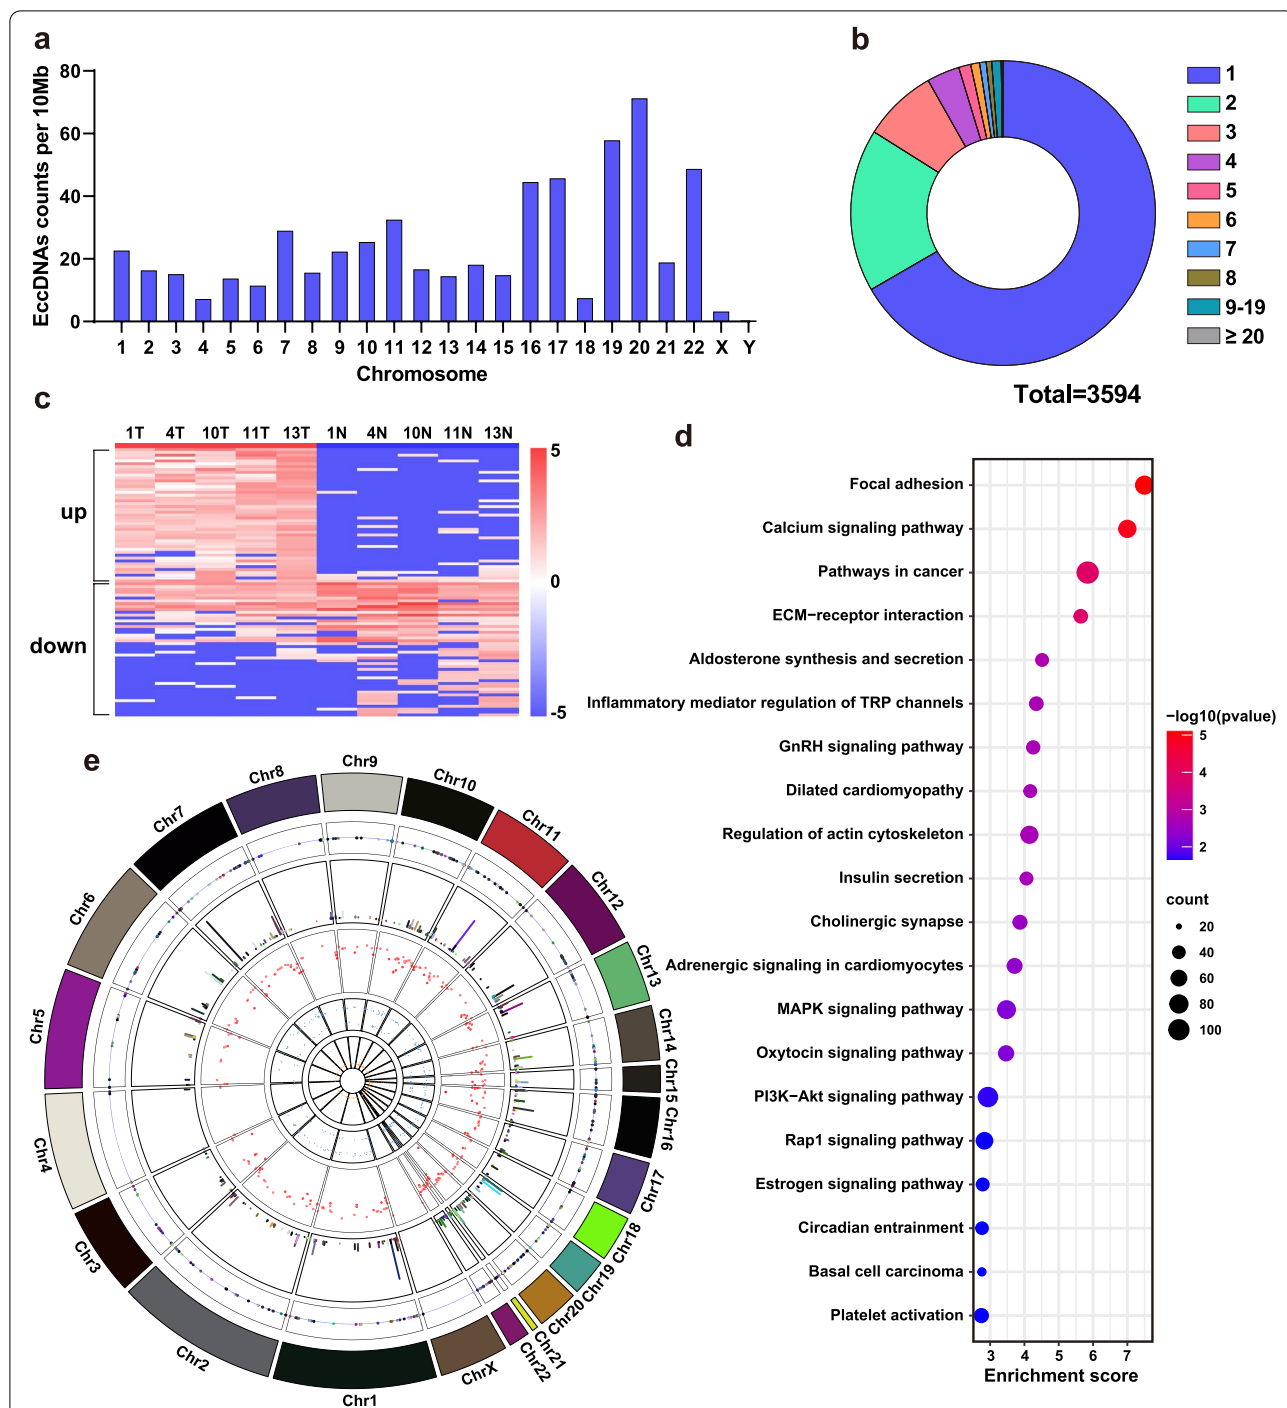 a
EccDNAs counts per 10Mb
80
60
40
20
0
1 2 3 4 5 6 7 8 9 10 11 12 13 14 15 16 17 18 19 20 21 22 X Y
Chromosome
b
1
2
3
4
5
6
7
8
9-19
≥ 20
Total=3594
c
1T 4T 10T 11T 13T 1N 4N 10N 11N 13N
up
down
5
0
-5
d
Focal adhesion
Calcium signaling pathway
Pathways in cancer
ECM−receptor interaction
Aldosterone synthesis and secretion
Inflammatory mediator regulation of TRP channels
GnRH signaling pathway
Dilated cardiomyopathy
Regulation of actin cytoskeleton
Insulin secretion
Cholinergic synapse
Adrenergic signaling in cardiomyocytes
MAPK signaling pathway
Oxytocin signaling pathway
PI3K−Akt signaling pathway
Rap1 signaling pathway
Estrogen signaling pathway
Circadian entrainment
Basal cell carcinoma
Platelet activation
3 4 5 6 7
Enrichment score
−log10(pvalue)
5
4
3
2
count
20
40
60
80
100
e
Chr9
Chr10
Chr11
Chr12
Chr13
Chr14
Chr15
Chr16
Chr17
Chr18
Chr19
Chr20
Chr21
Chr22
ChrX
Chr1
Chr2
Chr3
Chr4
Chr5
Chr6
Chr7
Chr8